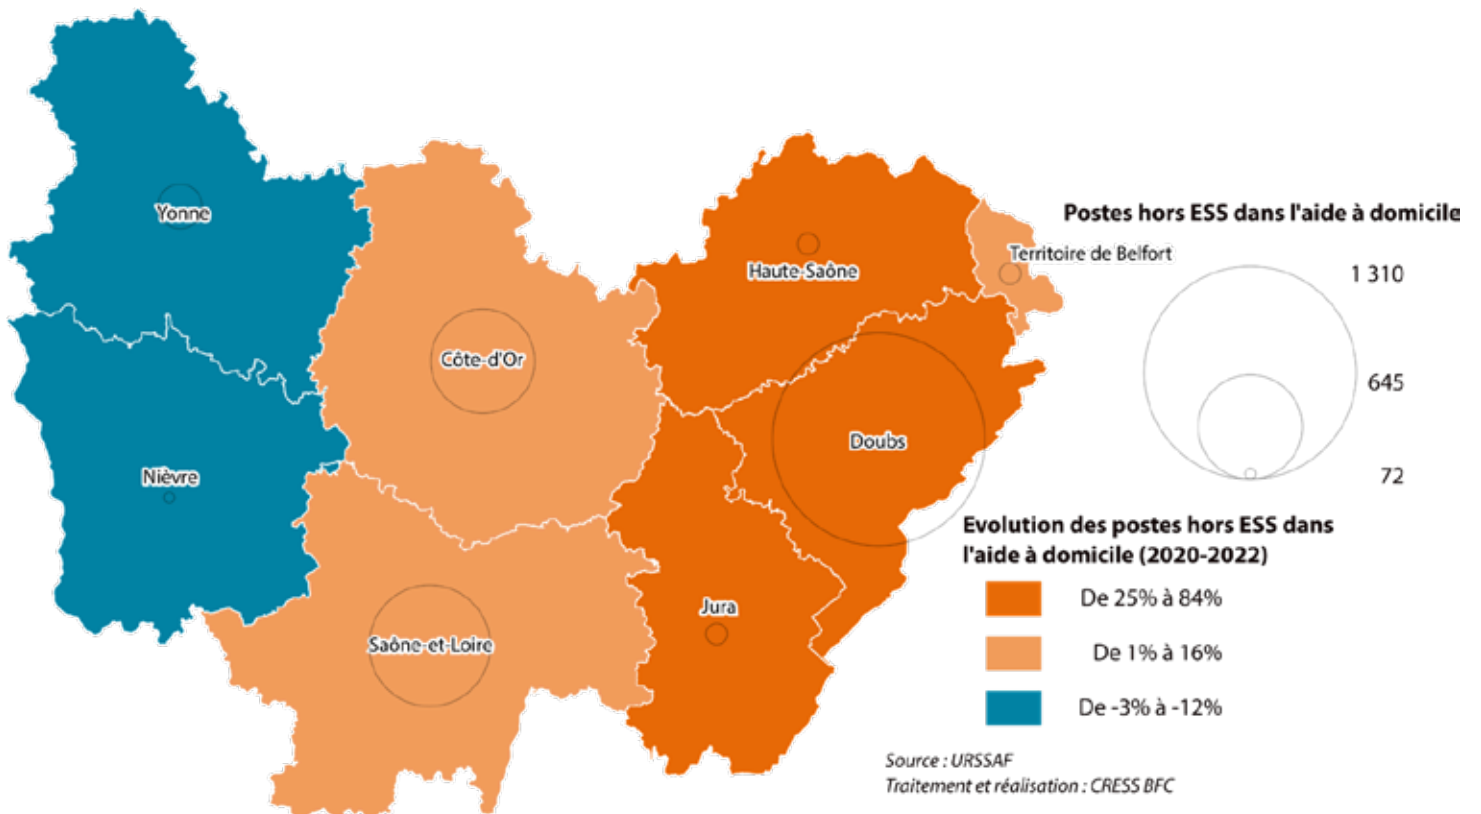 Yonne
Nièvre
Côte-d'Or
Saône-et-Loire
Haute-Saône
Territoire de Belfort
Doubs
Jura
Postes hors ESS dans l'aide à domicile
1 310
645
72
Evolution des postes hors ESS dans
l'aide à domicile (2020-2022)
De 25% à 84%
De 1% à 16%
De -3% à -12%
Source : URSSAF
Traitement et réalisation : CRESS BFC